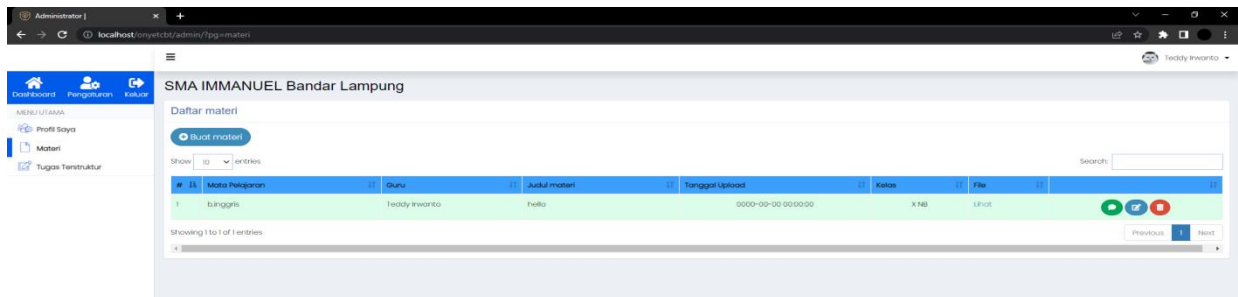 Administrator |
localhost/onyetcbt/admin/?pg=materi
Teddy Irwanto
Dashboard Pengaturan Keluar
SMA IMMANUEL Bandar Lampung
MENU UTAMA
Profil Saya
Materi
Tugas Terstruktur
Daftar materi
Buat materi
Show 10 entries
Search:
# Mata Pelajaran Guru Judul materi Tanggal Upload Kelas File
1 b.inggris Teddy Irwanto hello 0000-00-00 00:00:00 X NB Lihat
Showing 1 to 1 of 1 entries
Previous 1 Next